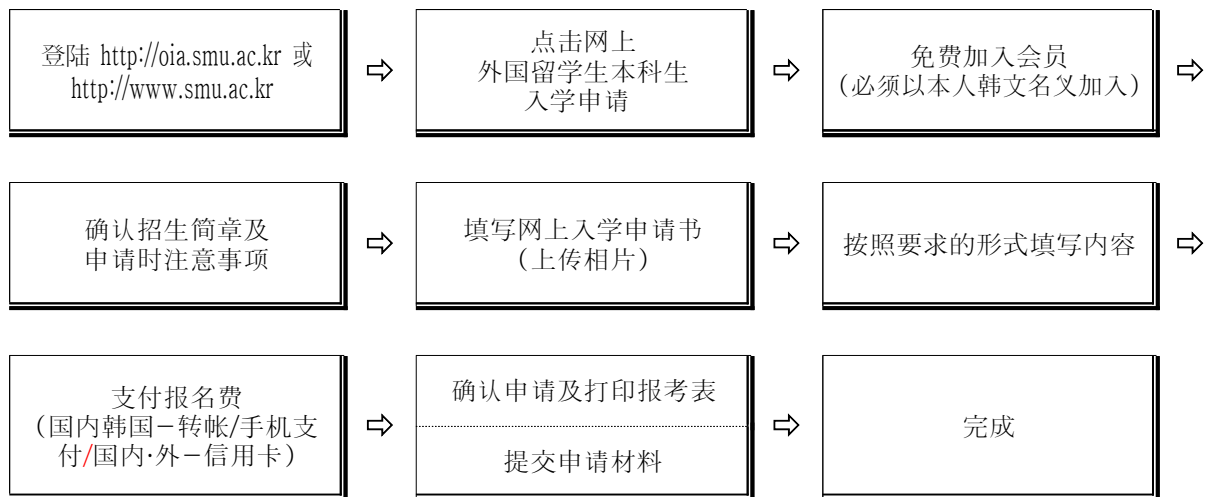 登陆 http://oia.smu.ac.kr 或
http://www.smu.ac.kr
点击网上
外国留学生本科生
入学申请
免费加入会员
(必须以本人韩文名义加入)
确认招生简章及
申请时注意事项
填写网上入学申请书
(上传相片)
按照要求的形式填写内容
支付报名费
(国内韩国-转帐/手机支
付/国内·外-信用卡)
确认申请及打印报考表
提交申请材料
完成